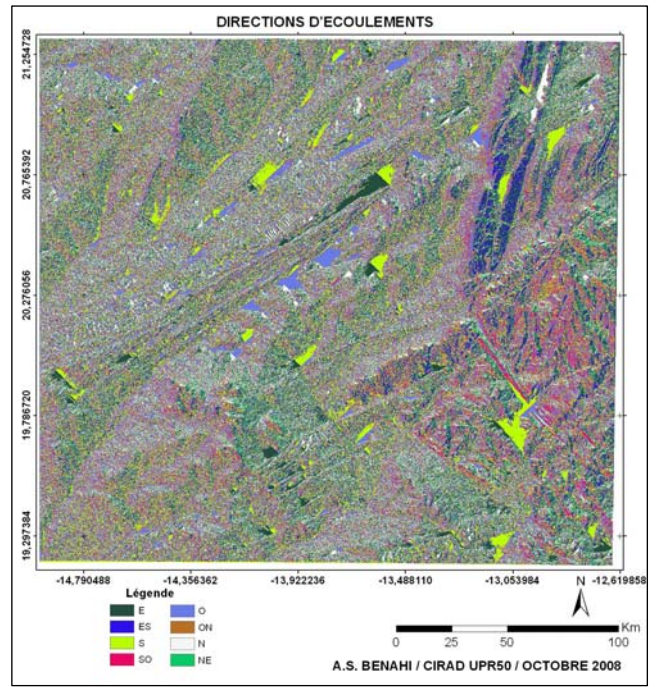 DIRECTIONS D'ECOULEMENTS
21,254728
20,765392
20,276056
19,786720
19,297384
-14,790488 -14,356362 -13,922236 -13,488110 -13,053984 -12,619858
N
Légende
E O
ES ON
S N
SO NE
Km
0 25 50 100
A.S. BENAHI / CIRAD UPR50 / OCTOBRE 2008